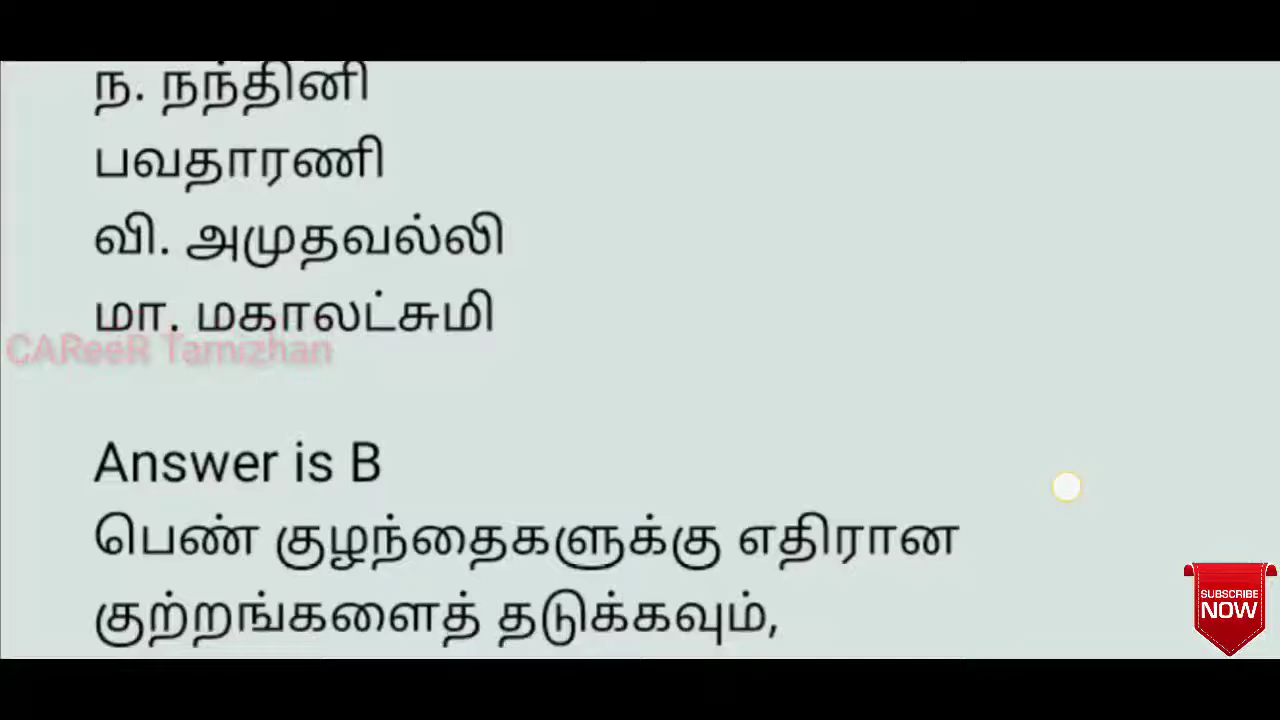 ந. நந்தினி
பவதாரணி
வி. அமுதவல்லி
மா. மகாலட்சுமி
CAReeR Tamizhan
Answer is B
பெண் குழந்தைகளுக்கு எதிரான
குற்றங்களைத் தடுக்கவும்,
SUBSCRIBE
NOW